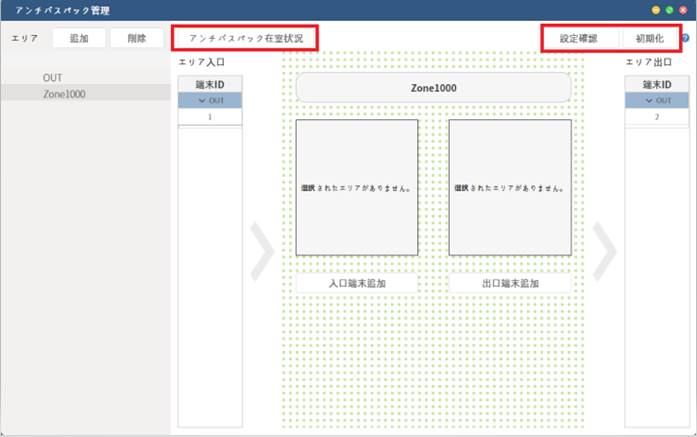 アンチパスバック管理
エリア 追加 削除 アンチパスバック在室状況 設定確認 初期化 ?
エリア入口 エリア出口
OUT
Zone1000
端末ID
OUT
1
Zone1000
選択されたエリアがありません。
選択されたエリアがありません。
入口端末追加 出口端末追加
端末ID
OUT
2